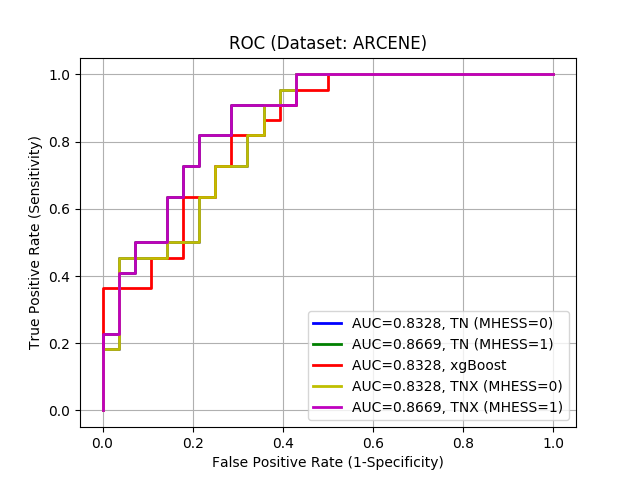 ROC (Dataset: ARCENE)
True Positive Rate (Sensitivity)
1.0
0.8
0.6
0.4
0.2
0.0
AUC=0.8328, TN (MHESS=0)
AUC=0.8669, TN (MHESS=1)
AUC=0.8328, xgBoost
AUC=0.8328, TNX (MHESS=0)
AUC=0.8669, TNX (MHESS=1)
0.0 0.2 0.4 0.6 0.8 1.0
False Positive Rate (1-Specificity)